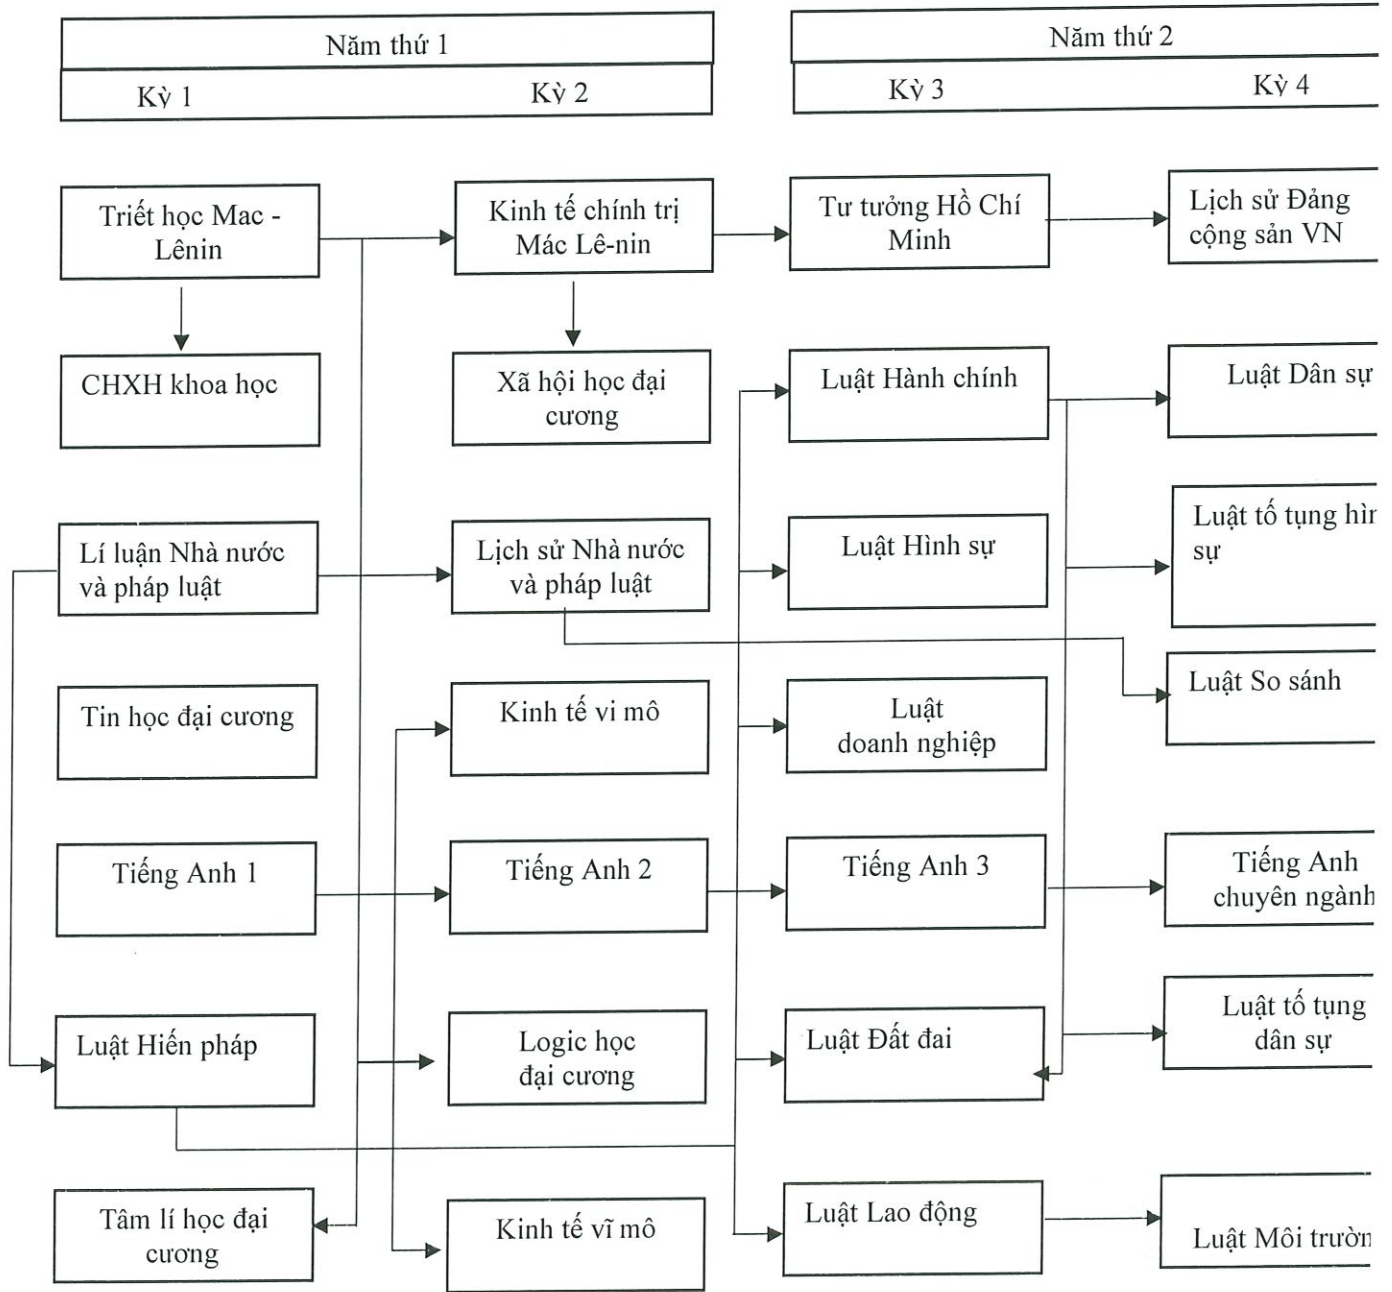 Năm thứ 1
Năm thứ 2
Kỳ 1
Kỳ 2
Kỳ 3
Kỳ 4
Triết học Mac -
Lênin
Kinh tế chính trị
Mác Lê-nin
Tư tưởng Hồ Chí
Minh
Lịch sử Đảng
cộng sản VN
CHXH khoa học
Xã hội học đại
cương
Luật Hành chính
Luật Dân sự
Lí luận Nhà nước
và pháp luật
Lịch sử Nhà nước
và pháp luật
Luật Hình sự
Luật tố tụng hìn
sự
Tin học đại cương
Kinh tế vi mô
Luật
doanh nghiệp
Luật So sánh
Tiếng Anh 1
Tiếng Anh 2
Tiếng Anh 3
Tiếng Anh
chuyên ngành
Luật Hiến pháp
Logic học
đại cương
Luật Đất đai
Luật tố tụng
dân sự
Tâm lí học đại
cương
Kinh tế vĩ mô
Luật Lao động
Luật Môi trườn